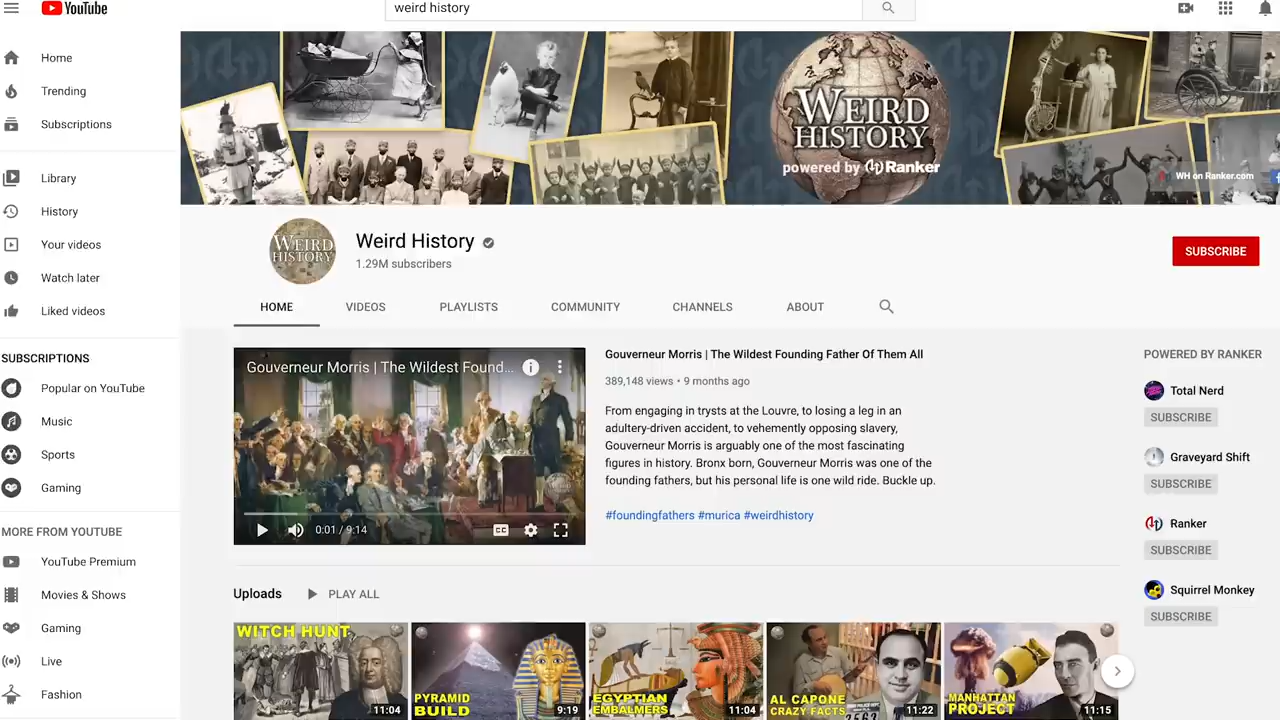 YouTube
weird history
Home
Trending
Subscriptions
Library
History
Your videos
Watch later
Liked videos
SUBSCRIPTIONS
Popular on YouTube
Music
Sports
Gaming
MORE FROM YOUTUBE
YouTube Premium
Movies & Shows
Gaming
Live
Fashion
WEIRD
HISTORY
powered by Ranker
WH on Ranker.com
WEIRD
HISTORY
Weird History
1.29M subscribers
SUBSCRIBE
HOME
VIDEOS
PLAYLISTS
COMMUNITY
CHANNELS
ABOUT
Gouverneur Morris | The Wildest Found...
0:01 / 9:14
CC
Gouverneur Morris | The Wildest Founding Father Of Them All
389,148 views • 9 months ago
From engaging in trysts at the Louvre, to losing a leg in an
adultery-driven accident, to vehemently opposing slavery,
Gouverneur Morris is arguably one of the most fascinating
figures in history. Bronx born, Gouverneur Morris was one of the
founding fathers, but his personal life is one wild ride. Buckle up.
#foundingfathers #murica #weirdhistory
POWERED BY RANKER
Total Nerd
SUBSCRIBE
Graveyard Shift
SUBSCRIBE
Ranker
SUBSCRIBE
Squirrel Monkey
SUBSCRIBE
Uploads
PLAY ALL
WITCH HUNT
11:04
PYRAMID
BUILD
9:19
EGYPTIAN
EMBALMERS
11:04
AL CAPONE
CRAZY FACTS
11:22
MANHATTAN
PROJECT
11:15